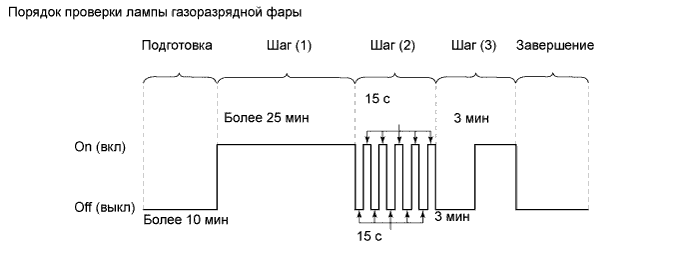 Порядок проверки лампы газоразрядной фары
Подготовка Шаг (1) Шаг (2) Шаг (3) Завершение
15 с
Более 25 мин 3 мин
On (вкл)
Off (выкл)
Более 10 мин 3 мин
15 с